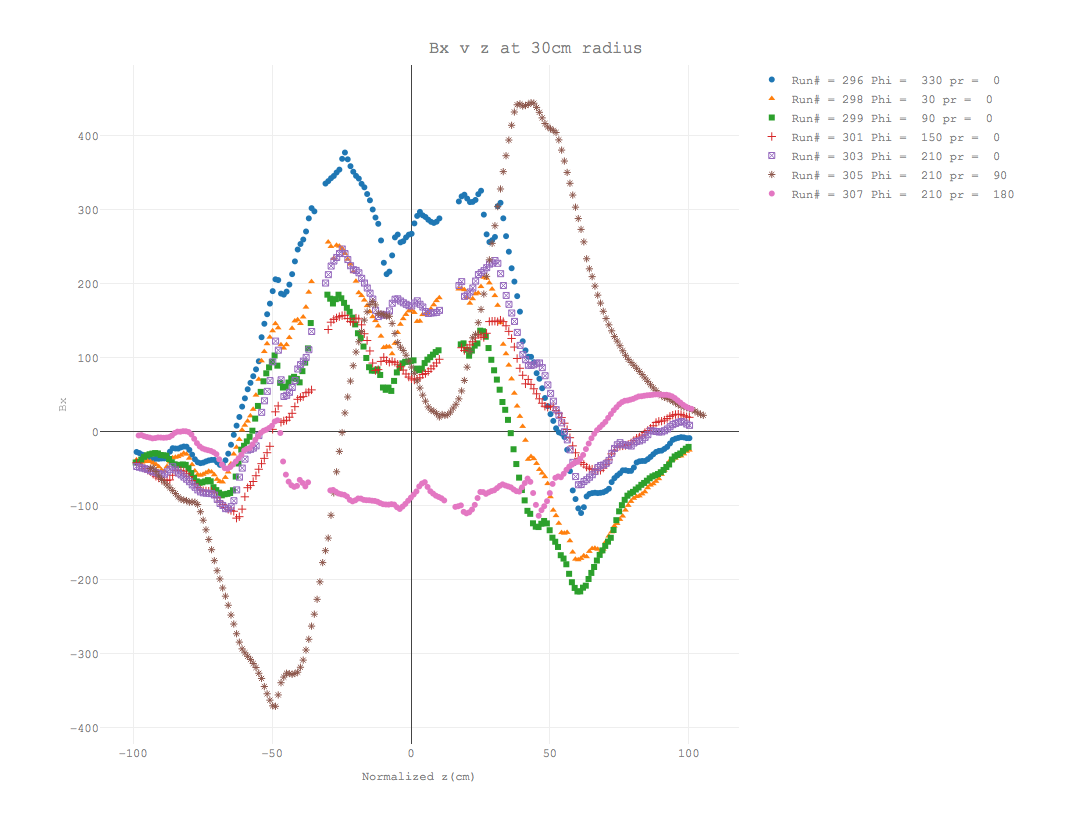 Bx v z at 30cm radius
Run# = 296 Phi =  330 pr =  0
Run# = 298 Phi =  30 pr =  0
Run# = 299 Phi =  90 pr =  0
Run# = 301 Phi =  150 pr =  0
Run# = 303 Phi =  210 pr =  0
Run# = 305 Phi =  210 pr =  90
Run# = 307 Phi =  210 pr =  180
400
300
200
100
0
−100
−200
−300
−400
Bx
−100 −50 0 50 100
Normalized z(cm)